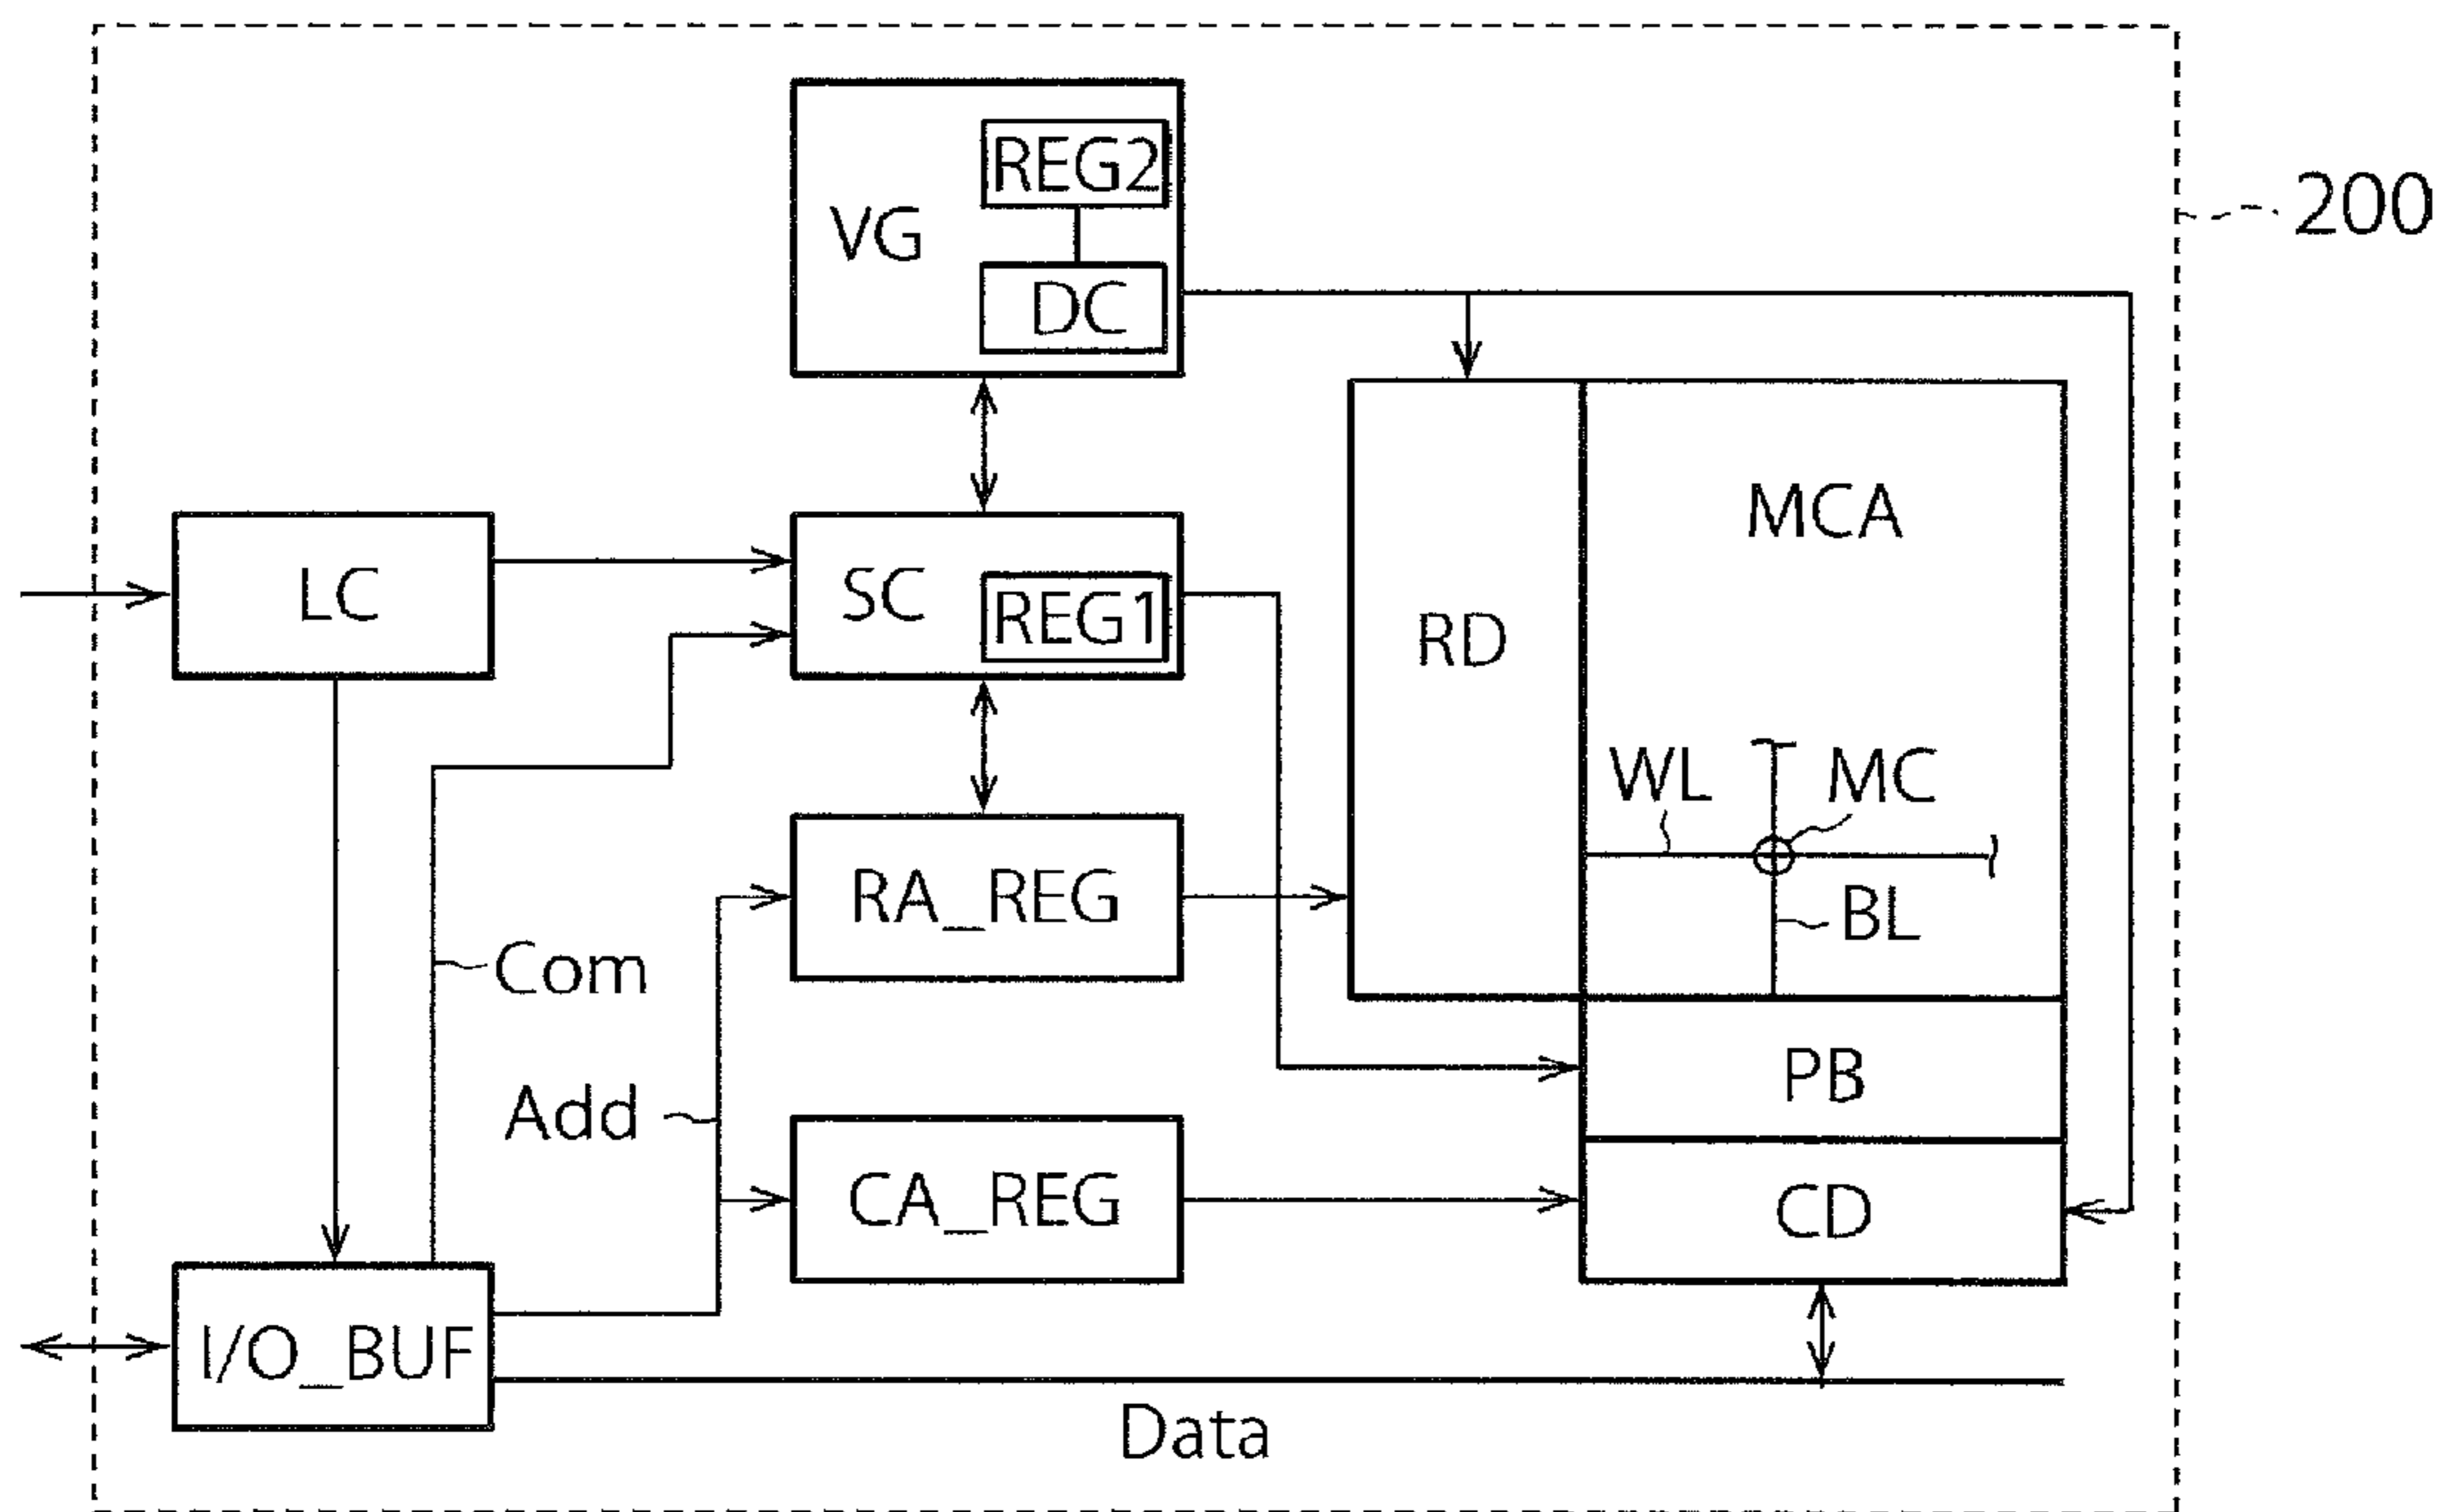 REG2
VG
200
DC
MCA
LC
SC
REG1
RD
WL
MC
RA_REG
BL
Com
PB
Add
CA_REG
CD
I/O_BUF
Data